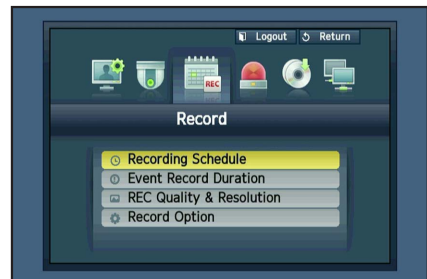 Logout Return
REC
Record
Recording Schedule
Event Record Duration
REC Quality & Resolution
Record Option